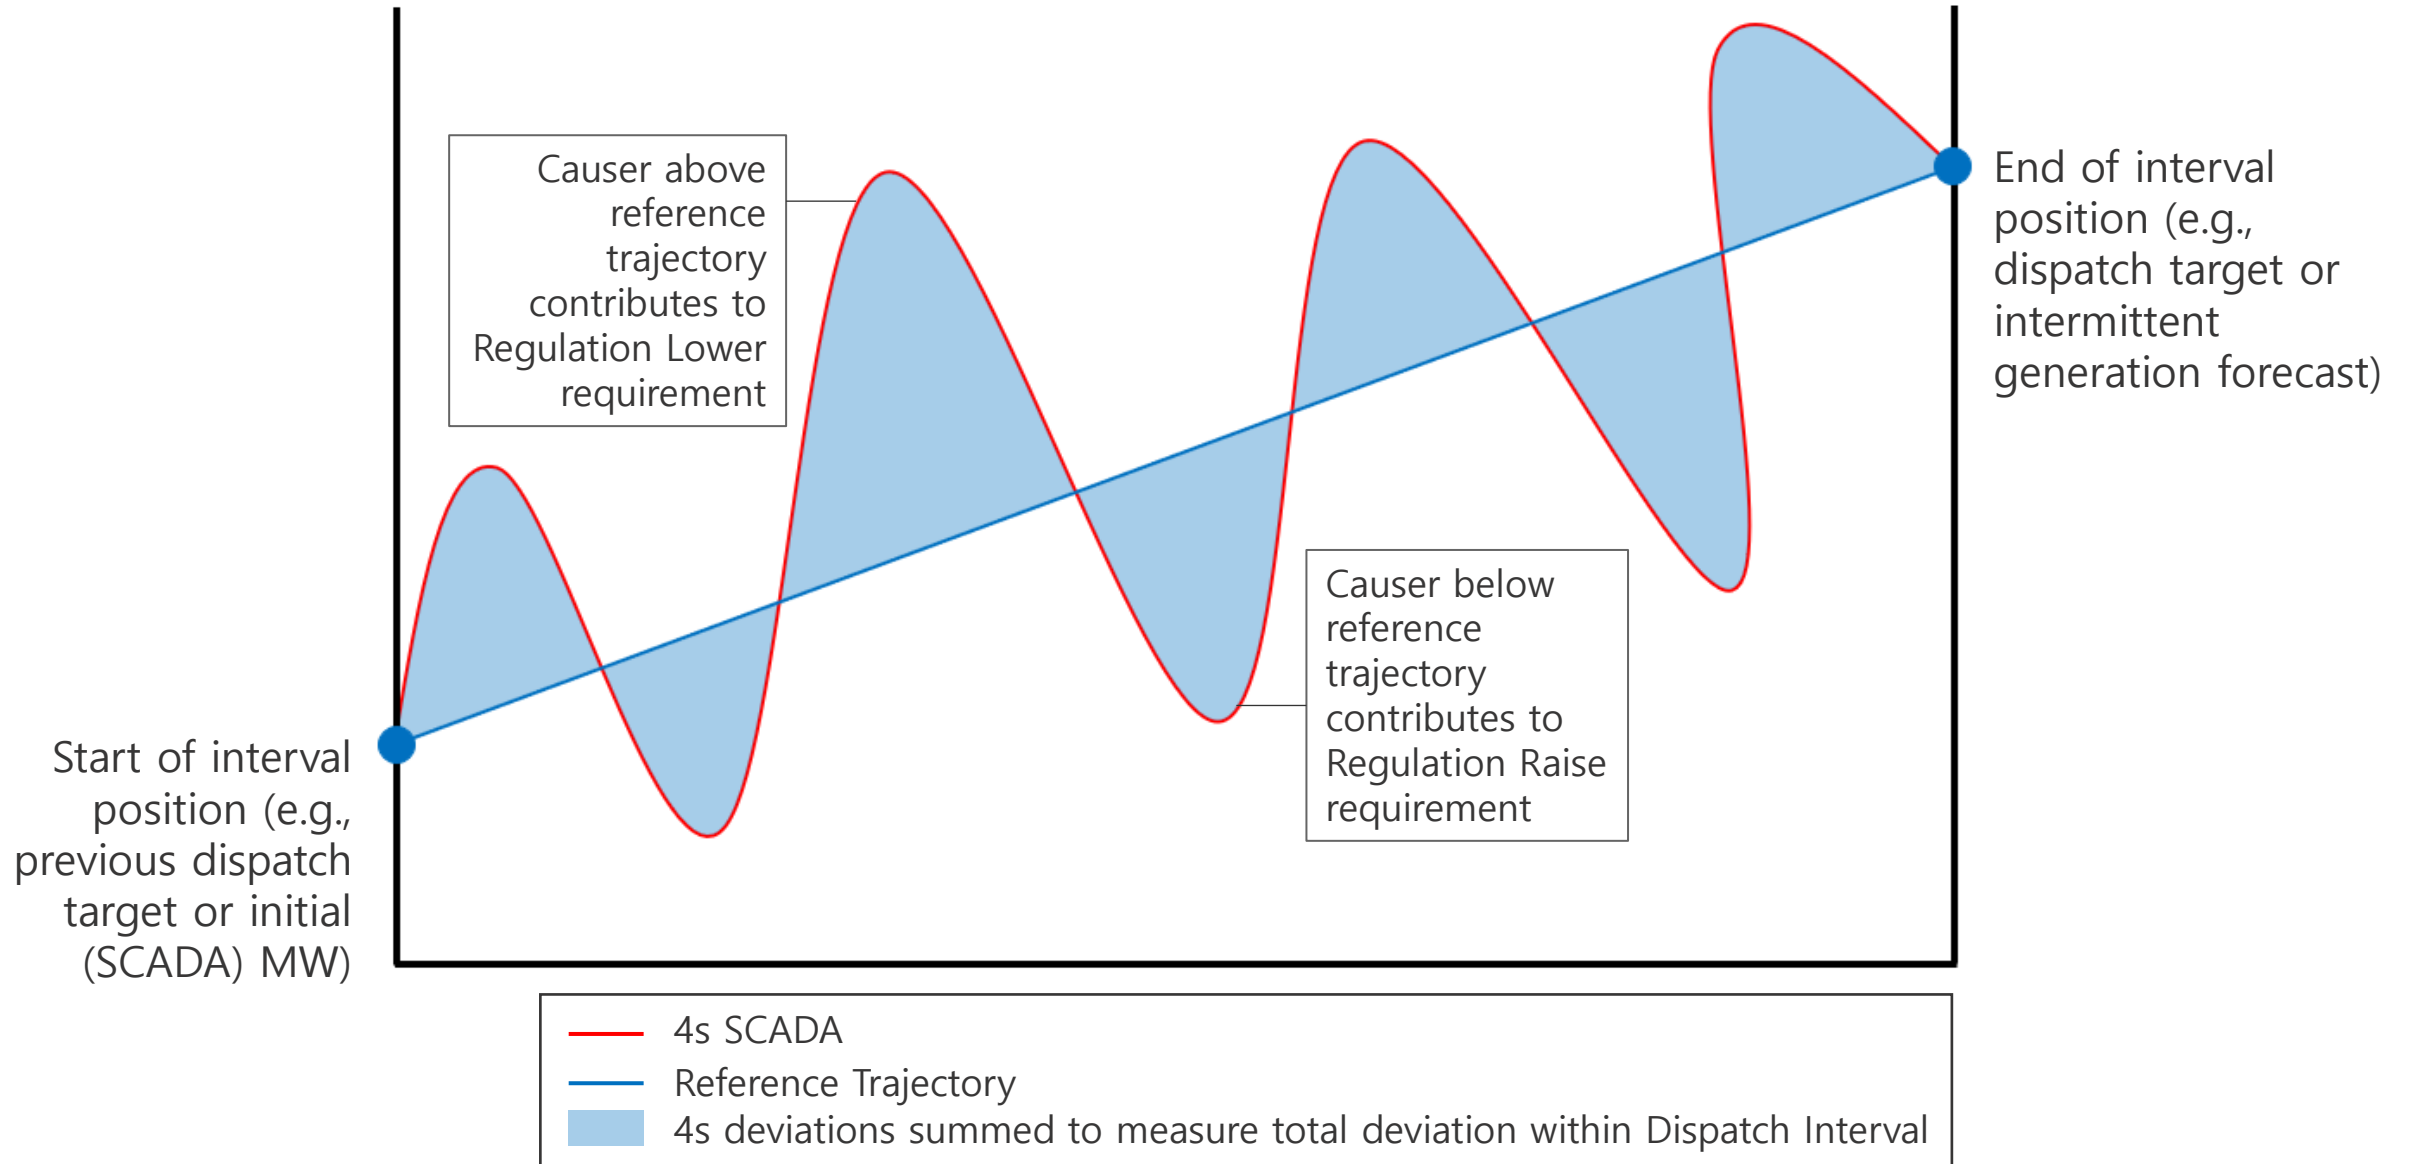 Causer above
reference
trajectory
contributes to
Regulation Lower
requirement
End of interval
position (e.g.,
dispatch target or
intermittent
generation forecast)
Causer below
reference
trajectory
contributes to
Regulation Raise
requirement
Start of interval
position (e.g.,
previous dispatch
target or initial
(SCADA) MW)
4s SCADA
Reference Trajectory
4s deviations summed to measure total deviation within Dispatch Interval